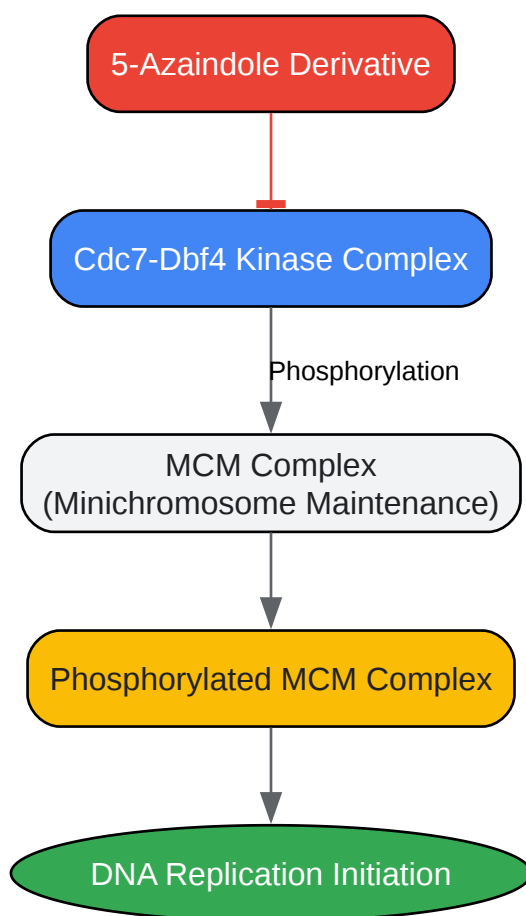 5-Azaindole Derivative
Cdc7-Dbf4 Kinase Complex
Phosphorylation
MCM Complex
(Minichromosome Maintenance)
Phosphorylated MCM Complex
DNA Replication Initiation